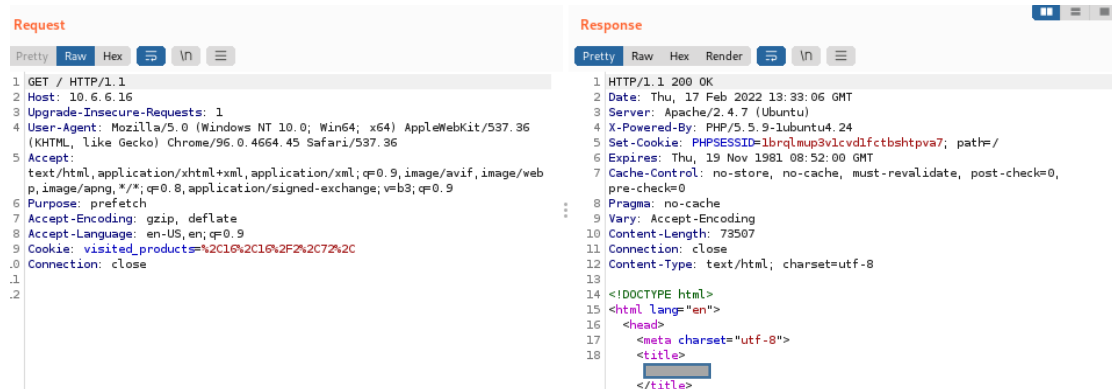 Request
Pretty Raw Hex \n
1 GET / HTTP/1.1
2 Host: 10.6.6.16
3 Upgrade-Insecure-Requests: 1
4 User-Agent: Mozilla/5.0 (Windows NT 10.0; Win64; x64) AppleWebKit/537.36
(KHTML, like Gecko) Chrome/96.0.4664.45 Safari/537.36
5 Accept:
text/html,application/xhtml+xml,application/xml;q=0.9,image/avif,image/web
p,image/apng,*/*;q=0.8,application/signed-exchange;v=b3;q=0.9
6 Purpose: prefetch
7 Accept-Encoding: gzip, deflate
8 Accept-Language: en-US,en;q=0.9
9 Cookie: visited_products=%2C16%2C16%2F2%2C72%2C
.0 Connection: close
.1
.2
Response
Pretty Raw Hex Render \n
1 HTTP/1.1 200 OK
2 Date: Thu, 17 Feb 2022 13:33:06 GMT
3 Server: Apache/2.4.7 (Ubuntu)
4 X-Powered-By: PHP/5.5.9-1ubuntu4.24
5 Set-Cookie: PHPSESSID=1brqlmup3v1cvd1fctbshtpva7; path=/
6 Expires: Thu, 19 Nov 1981 08:52:00 GMT
7 Cache-Control: no-store, no-cache, must-revalidate, post-check=0,
pre-check=0
8 Pragma: no-cache
9 Vary: Accept-Encoding
10 Content-Length: 73507
11 Connection: close
12 Content-Type: text/html; charset=utf-8
13
14 <!DOCTYPE html>
15 <html lang="en">
16 <head>
17 <meta charset="utf-8">
18 <title>
</title>